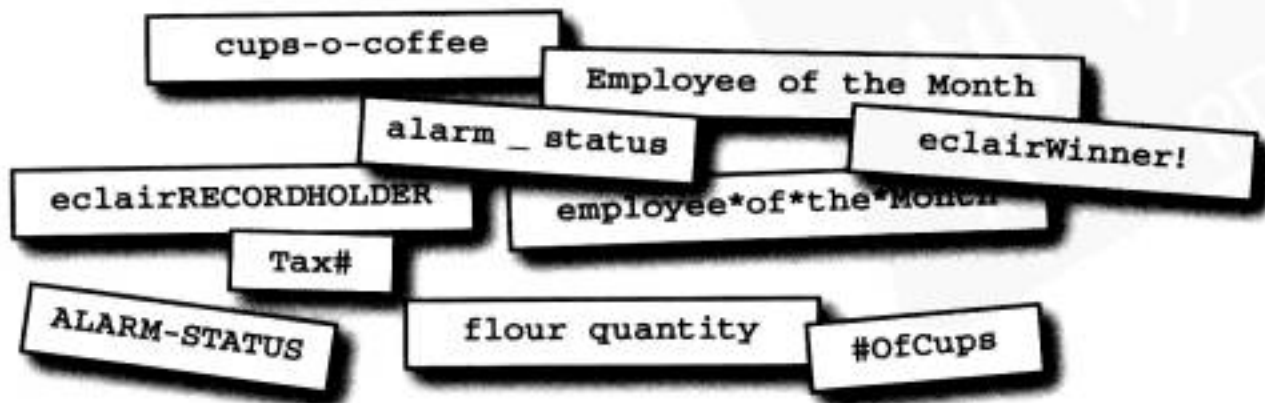 cups-o-coffee
Employee of the Month
alarm _ status
eclairWinner!
eclairRECORDHOLDER
employee*of*the*Month
Tax#
ALARM-STATUS
flour quantity
#OfCups